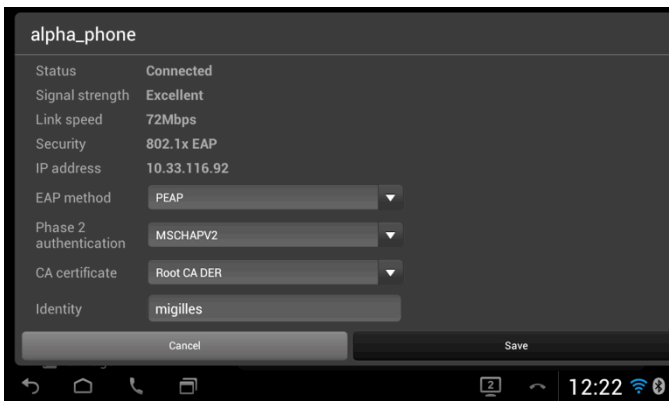 alpha_phone
Status Connected
Signal strength Excellent
Link speed 72Mbps
Security 802.1x EAP
IP address 10.33.116.92
EAP method PEAP
Phase 2
authentication MSCHAPV2
CA certificate Root CA DER
Identity migilles
Cancel Save
2 12:22